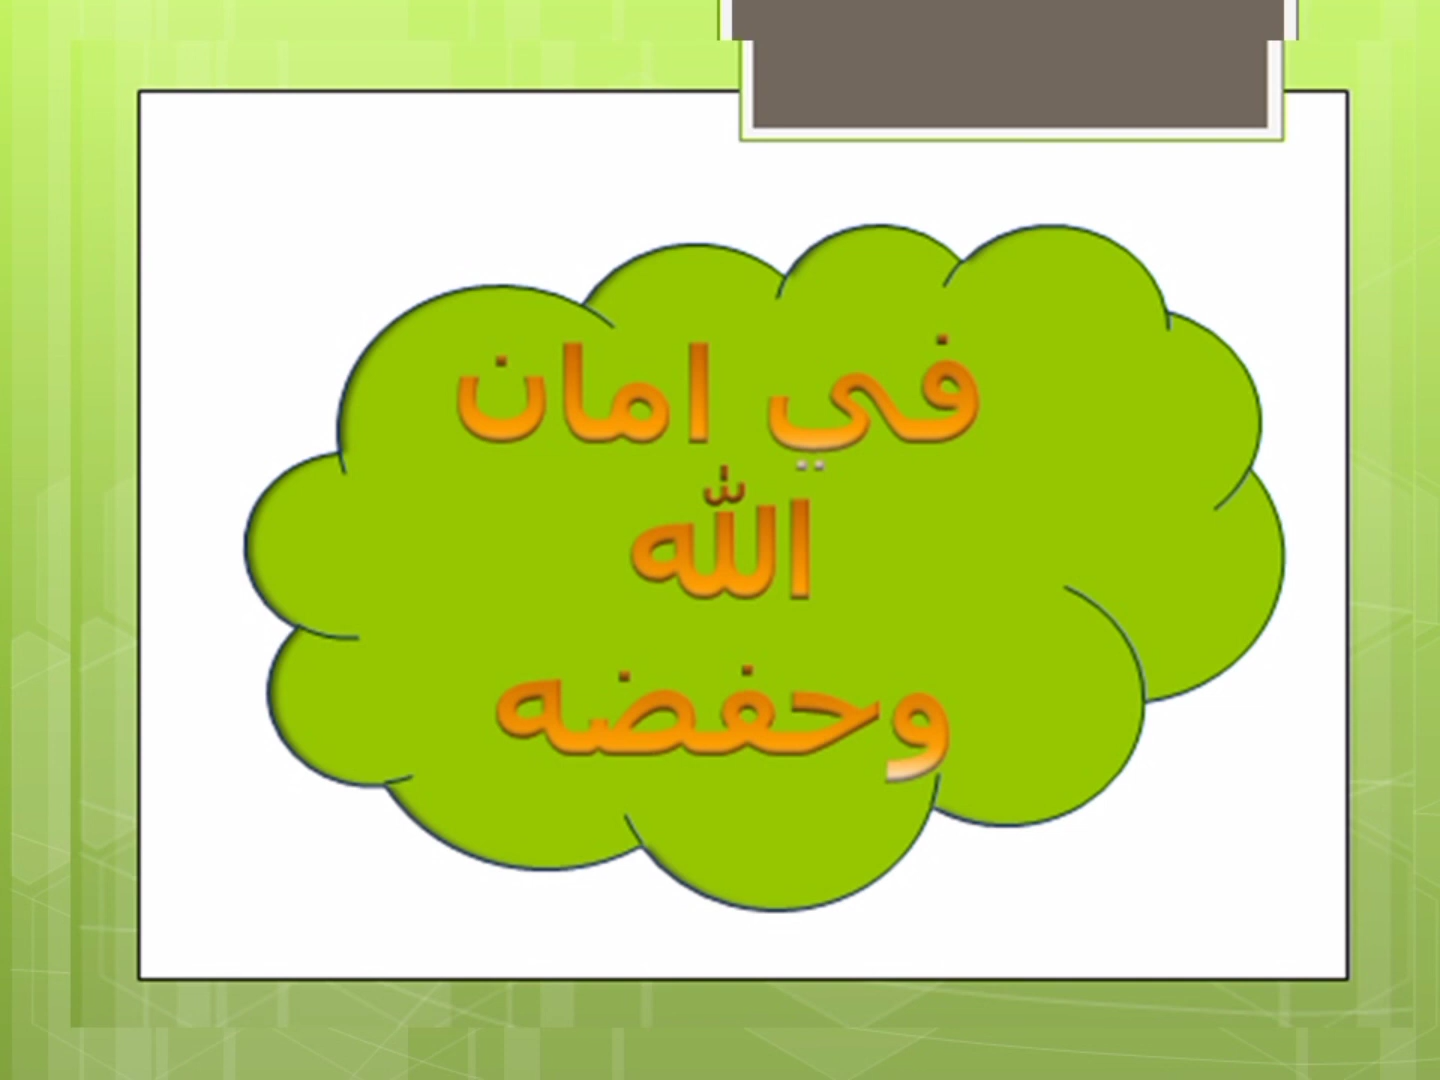 في امان
الله
وحفضه